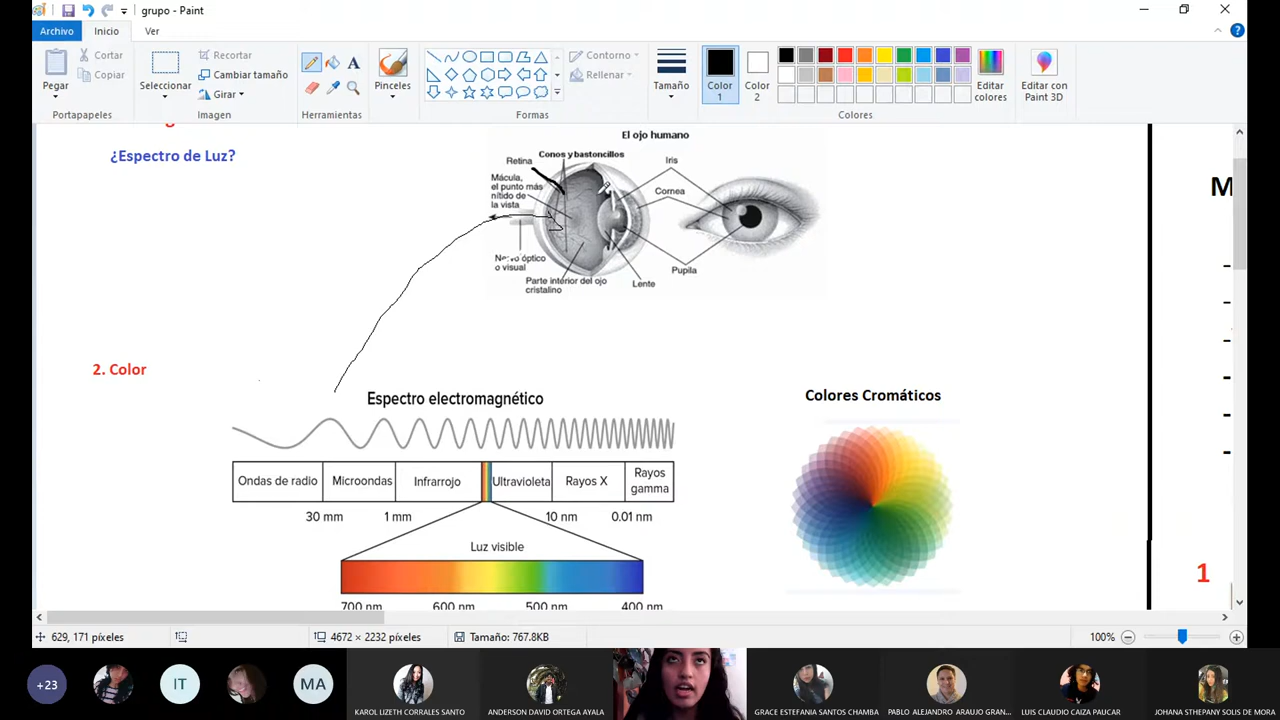 grupo - Paint
Archivo
Inicio
Ver
Pegar
Cortar
Copiar
Portapapeles
Seleccionar
Recortar
Cambiar tamaño
Girar
Imagen
A
Herramientas
Pinceles
Contorno
Rellenar
Formas
Tamaño
Color 1
Color 2
Editar colores
Colores
Editar con Paint 3D
¿Espectro de Luz?
El ojo humano
Conos y bastoncillos
Retina
Iris
Mácula,
el punto más
nítido de
la vista
Cornea
Nervo óptico
o visual
Pupila
Parte interior del ojo
cristalino
Lente
2. Color
Espectro electromagnético
Ondas de radio
Microondas
Infrarrojo
Ultravioleta
Rayos X
Rayos gamma
30 mm
1 mm
10 nm
0.01 nm
Luz visible
700 nm
600 nm
500 nm
400 nm
Colores Cromáticos
M
1
629, 171 píxeles
4672 × 2232 píxeles
Tamaño: 767.8KB
100%
+23
IT
MA
KAROL LIZETH CORRALES SANTO
ANDERSON DAVID ORTEGA AYALA
GRACE ESTEFANIA SANTOS CHAMBA
PABLO ALEJANDRO ARAUJO GRAN...
LUIS CLAUDIO CAIZA PAUCAR
JOHANA STHEPANY SOLIS DE MORA